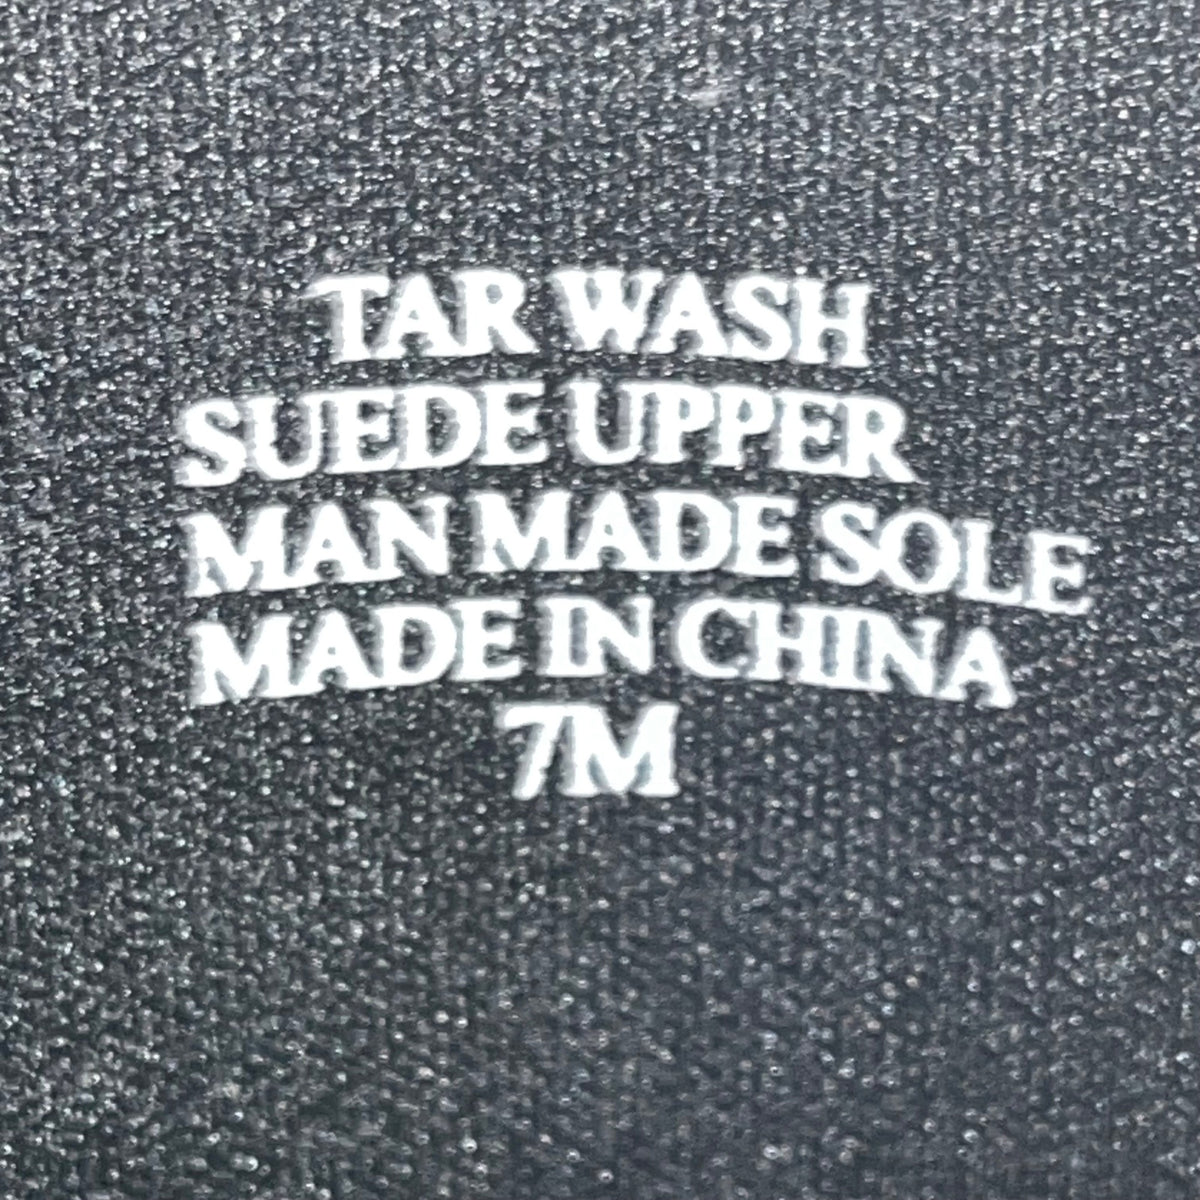 TAR WASH
SUEDE UPPER
MAN MADE SOLE
MADE IN CHINA
7M